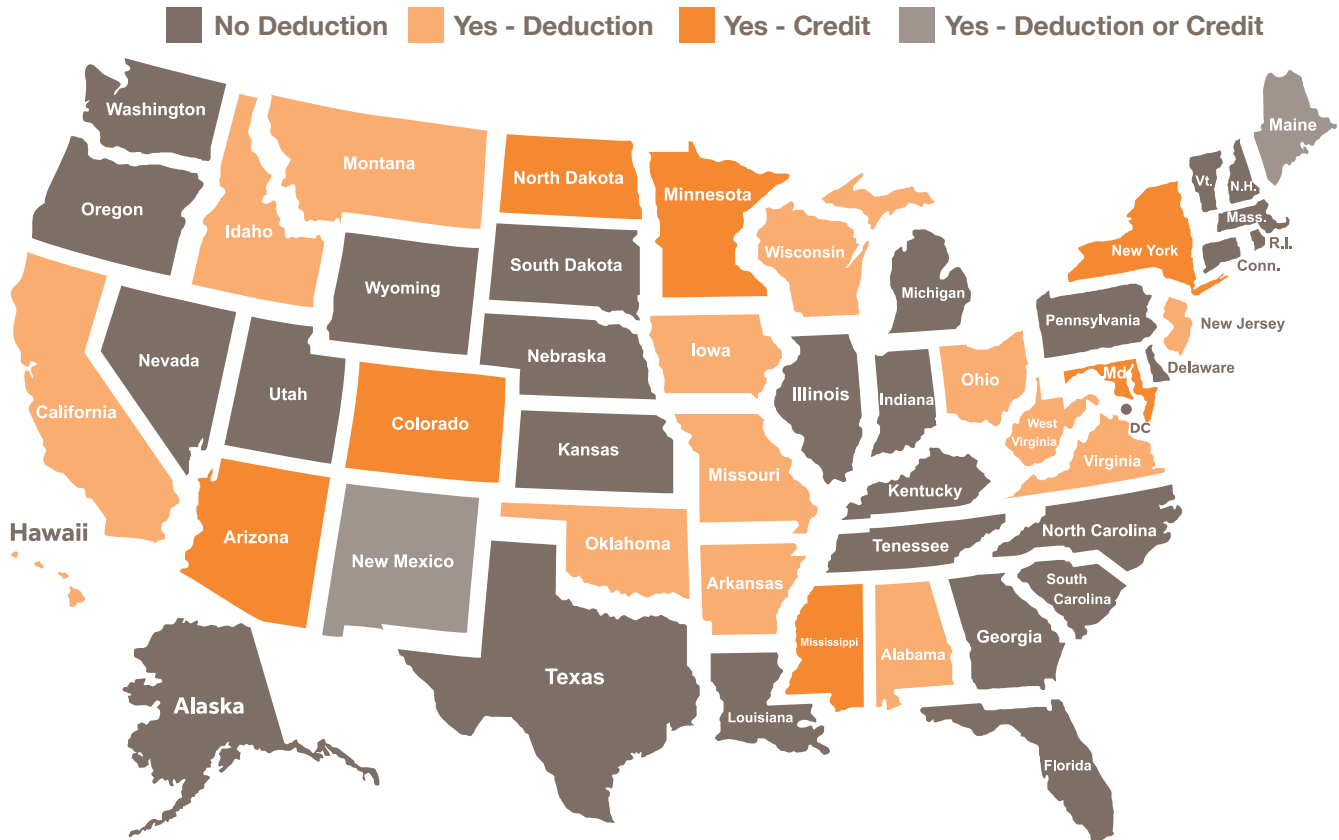 No Deduction Yes - Deduction Yes - Credit Yes - Deduction or Credit
Washington
Maine
Montana
North Dakota
Minnesota
Vt.
N.H.
Oregon
Mass.
Idaho
R.I.
Wisconsin
New York
Conn.
South Dakota
Wyoming
Michigan
Pennsylvania
New Jersey
Nebraska
Iowa
Nevada
Delaware
Md.
Ohio
Utah
Illinois
Indiana
California
Colorado
West
Virginia
DC
Kansas
Virginia
Missouri
Kentucky
Hawaii
Arizona
North Carolina
Oklahoma
Tenessee
New Mexico
South
Carolina
Arkansas
Georgia
Mississippi
Alabama
Texas
Alaska
Louisiana
Florida